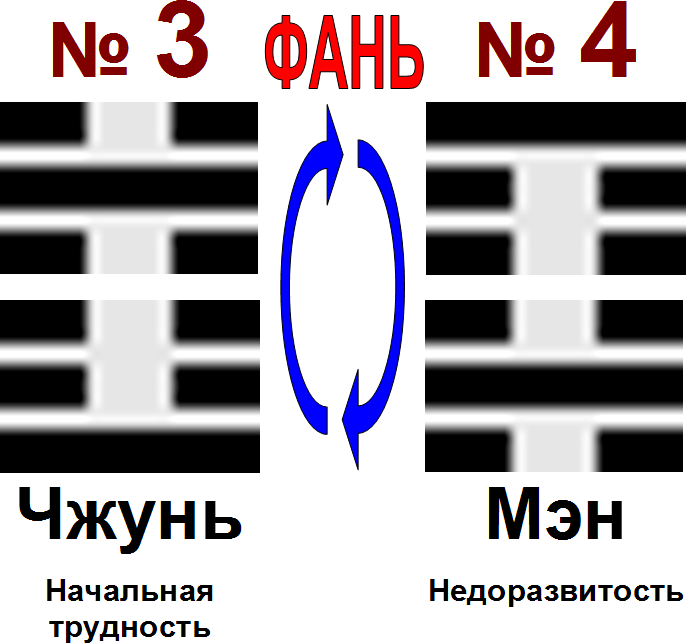 № 3
ФАНЬ
№ 4
Чжунь
Мэн
Начальная
трудность
Недоразвитость